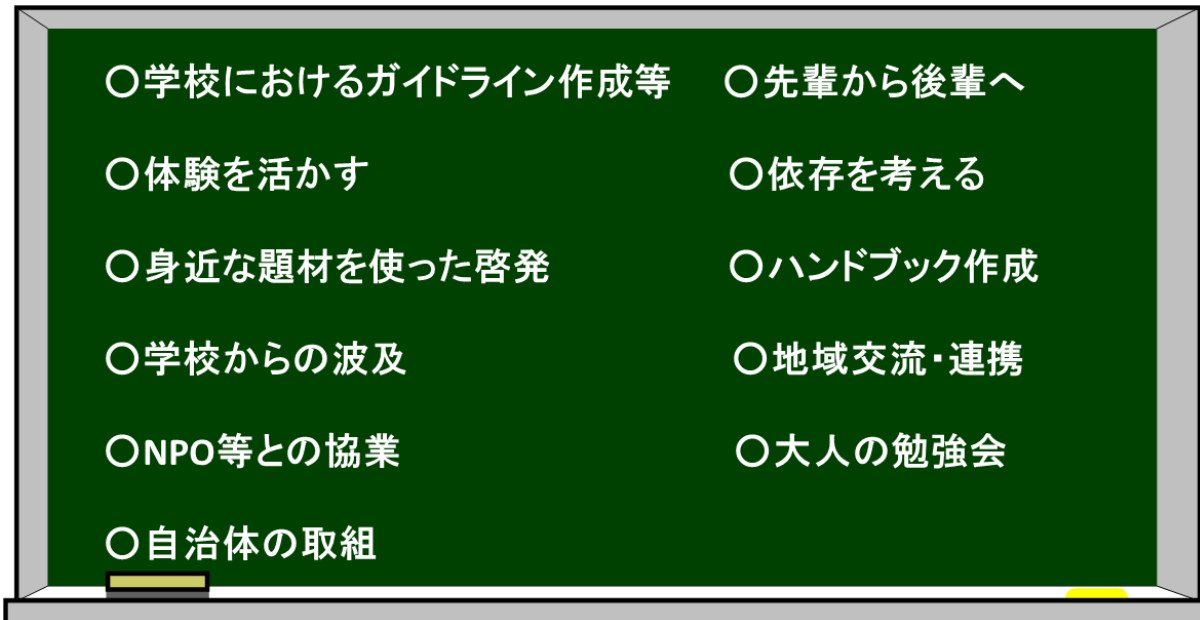 〇学校におけるガイドライン作成等
〇体験を活かす
〇身近な題材を使った啓発
〇学校からの波及
〇NPO等との協業
〇自治体の取組
〇先輩から後輩へ
〇依存を考える
〇ハンドブック作成
〇地域交流・連携
〇大人の勉強会